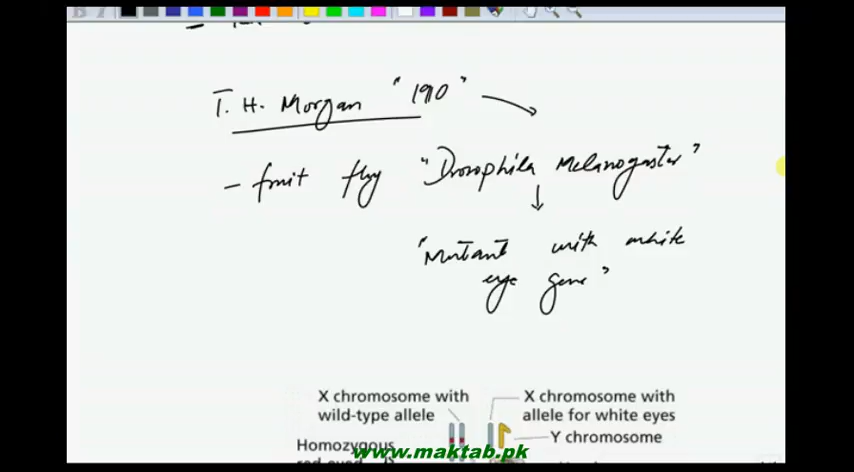 T. H. Morgan "1910"
- fruit fly "Drosophila Melanogaster"
"Mutant with white
eye gene"
X chromosome with
wild-type allele
X chromosome with
allele for white eyes
Y chromosome
Homozygous
www.maktab.pk